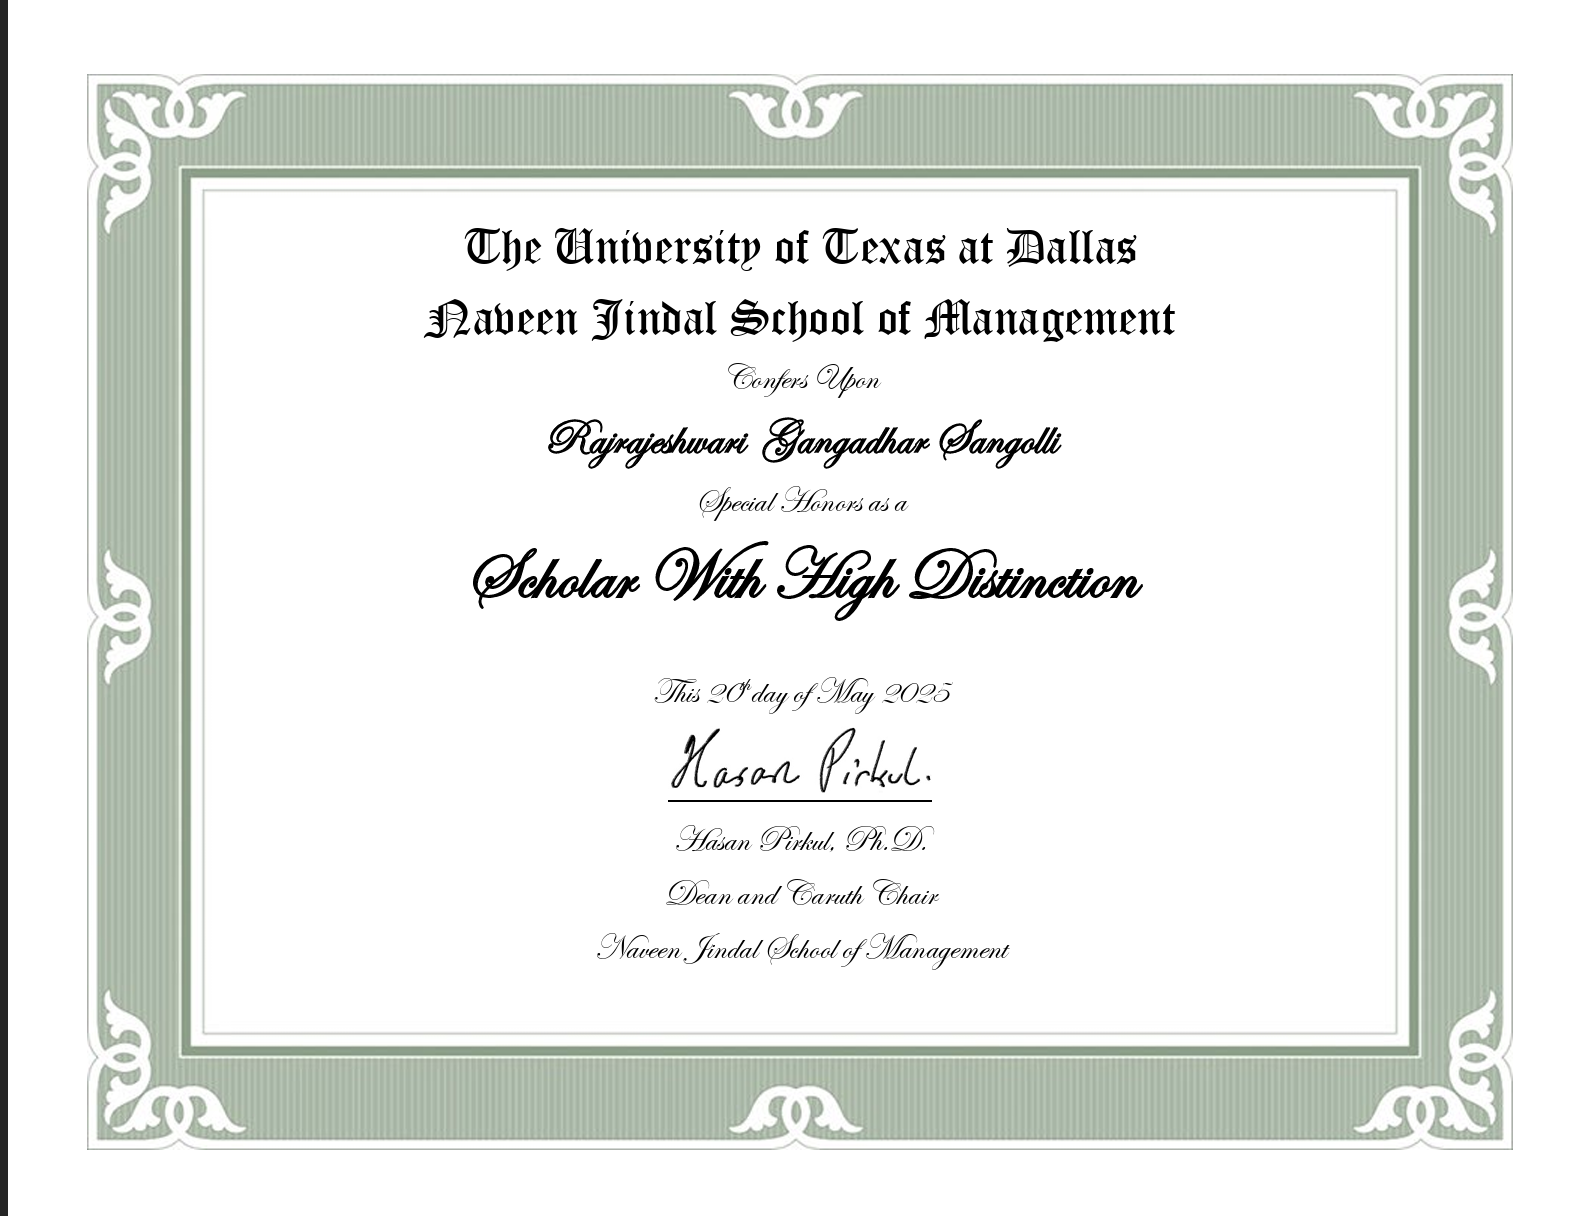 The University of Texas at Dallas
Naveen Jindal School of Management
Confers Upon
Rajrajeshwari Gangadhar Sangolli
Special Honors as a
Scholar With High Distinction
This 20th day of May 2025
Hasan Pirkul.
Hasan Pirkul, Ph.D.
Dean and Caruth Chair
Naveen Jindal School of Management